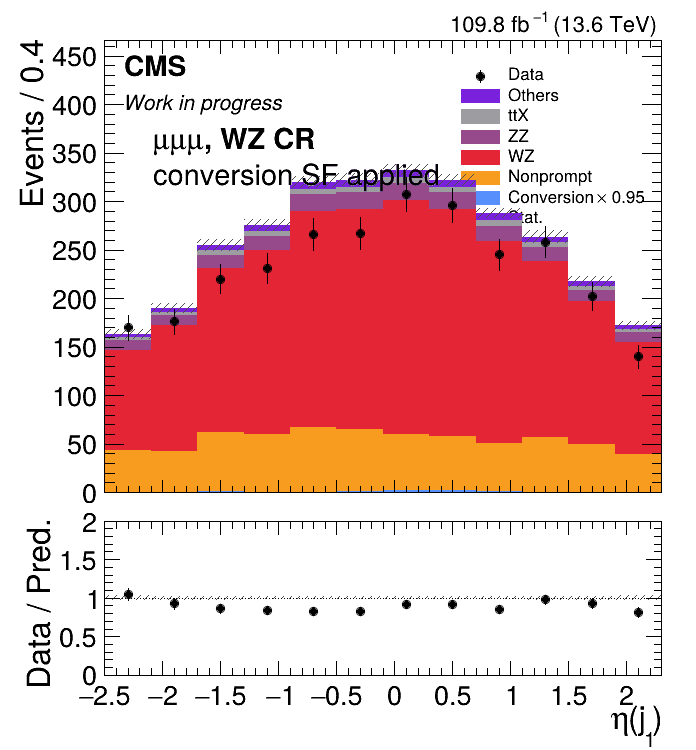 109.8 fb⁻¹ (13.6 TeV)
CMS
Work in progress
μμμ, WZ CR
conversion SF applied
Data
Others
ttX
ZZ
WZ
Nonprompt
Conversion × 0.95
Stat.
Events / 0.4
450
400
350
300
250
200
150
100
50
0
Data / Pred.
2
1.5
1
0.5
0
−2.5 −2 −1.5 −1 −0.5 0 0.5 1 1.5 2
η(j₁)